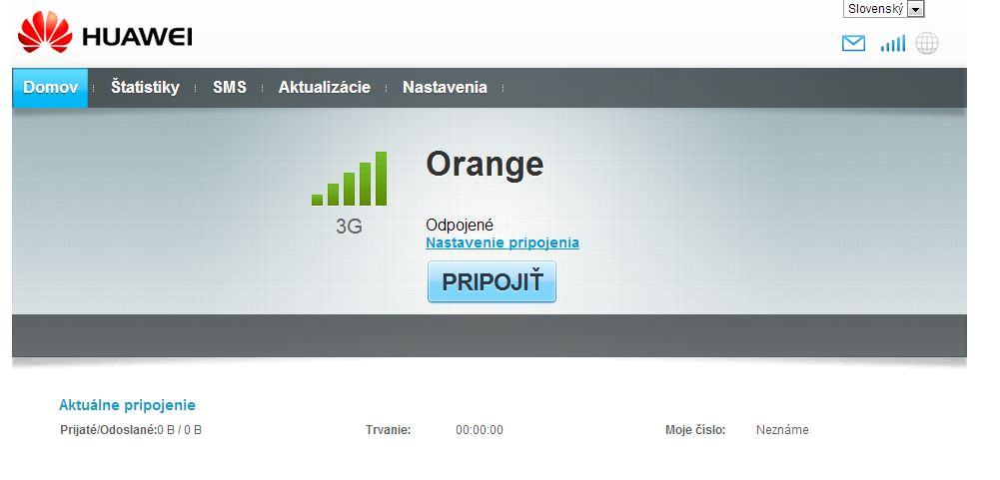 Slovenský
HUAWEI
Domov Štatistiky SMS Aktualizácie Nastavenia
Orange
3G
Odpojené
Nastavenie pripojenia
PRIPOJIŤ
Aktuálne pripojenie
Prijaté/Odoslané:0 B / 0 B Trvanie: 00:00:00 Moje číslo: Neznáme